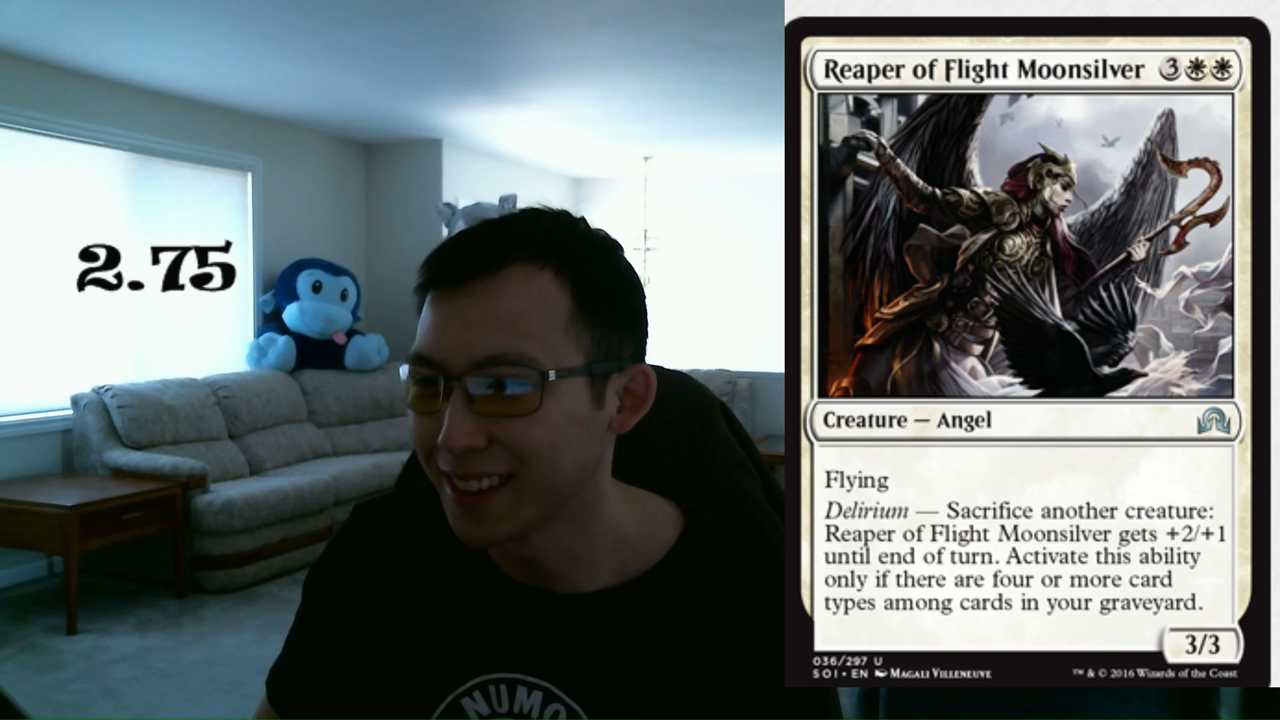 2.75
Reaper of Flight Moonsilver 3
Creature — Angel
Flying
Delirium — Sacrifice another creature:
Reaper of Flight Moonsilver gets +2/+1
until end of turn. Activate this ability
only if there are four or more card
types among cards in your graveyard.
3/3
036/297 U
SOI • EN MAGALI VILLENEUVE
™ & © 2016 Wizards of the Coast
NUMO